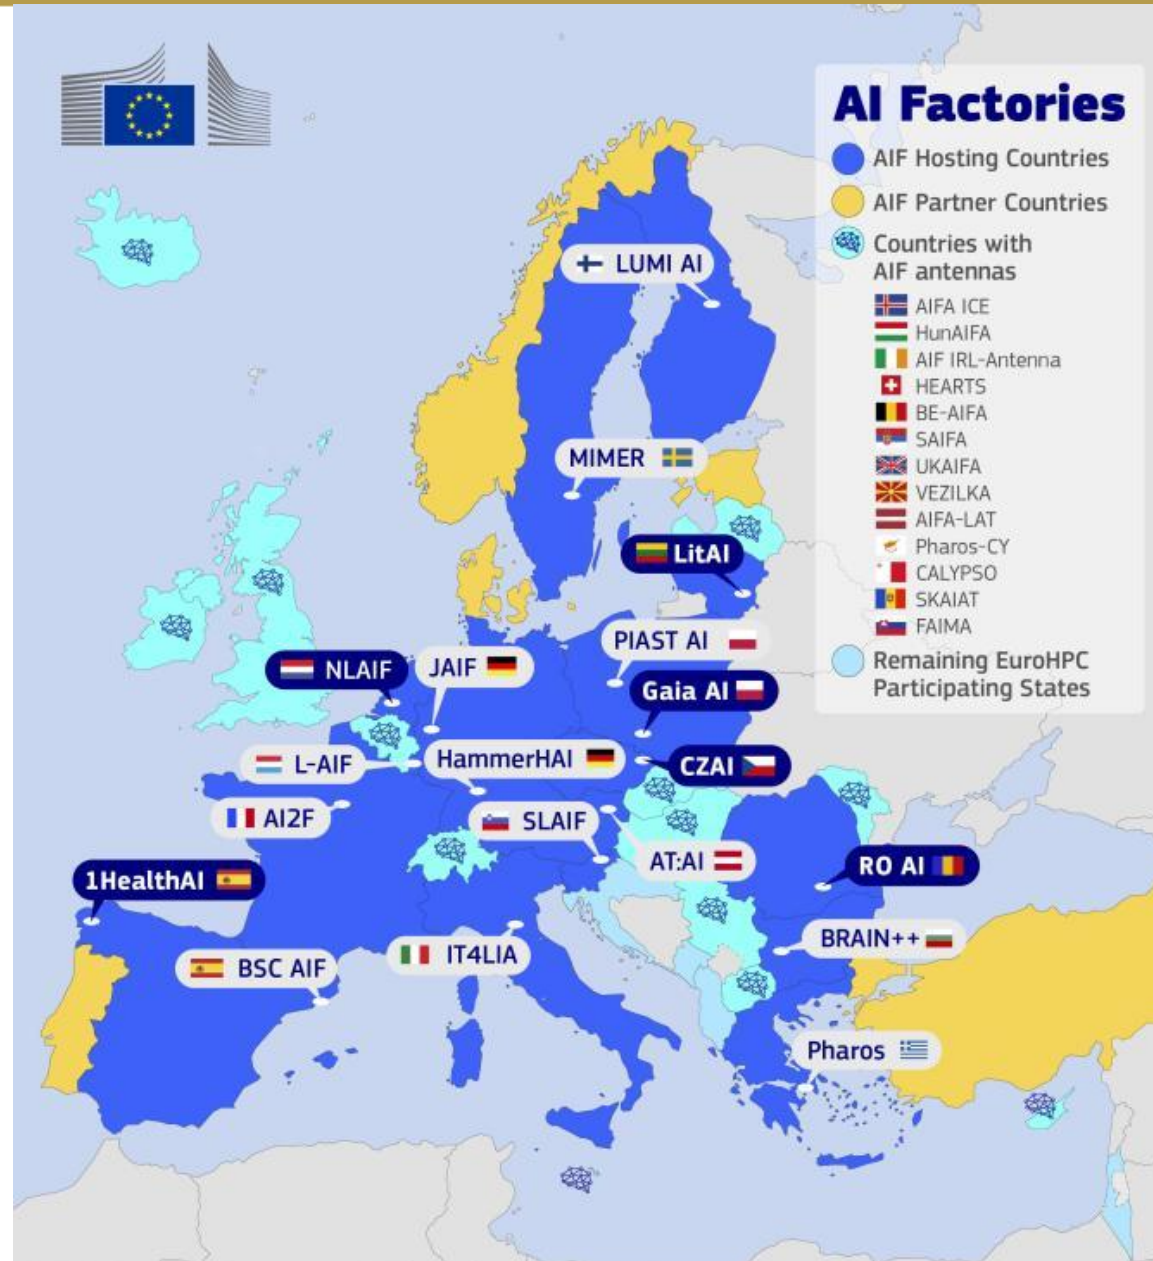 AI Factories
AIF Hosting Countries
AIF Partner Countries
Countries with
AIF antennas
AIFA ICE
HunAIFA
AIF IRL-Antenna
HEARTS
BE-AIFA
SAIFA
UKAIFA
VEZILKA
AIFA-LAT
Pharos-CY
CALYPSO
SKAIAT
FAIMA
Remaining EuroHPC
Participating States
LUMI AI
MIMER
LitAI
PIAST AI
NLAIF
JAIF
Gaia AI
L-AIF
HammerHAI
CZAI
AI2F
SLAIF
AT:AI
RO AI
1HealthAI
BRAIN++
IT4LIA
BSC AIF
Pharos